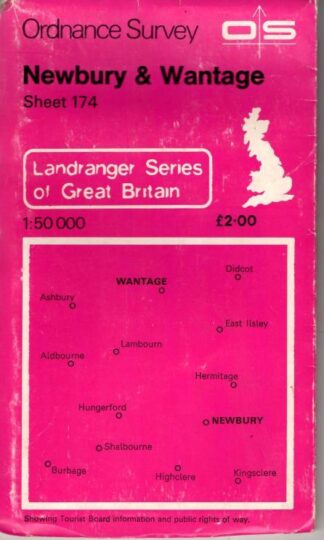 Ordnance Survey OS
Newbury & Wantage
Sheet 174
Landranger Series
of Great Britain
1:50 000 £2·00
Didcot
WANTAGE
Ashbury
East Ilsley
Lambourn
Aldbourne
Hermitage
Hungerford
NEWBURY
Shalbourne
Burbage
Highclere
Kingsclere
Showing Tourist Board information and public rights of way.